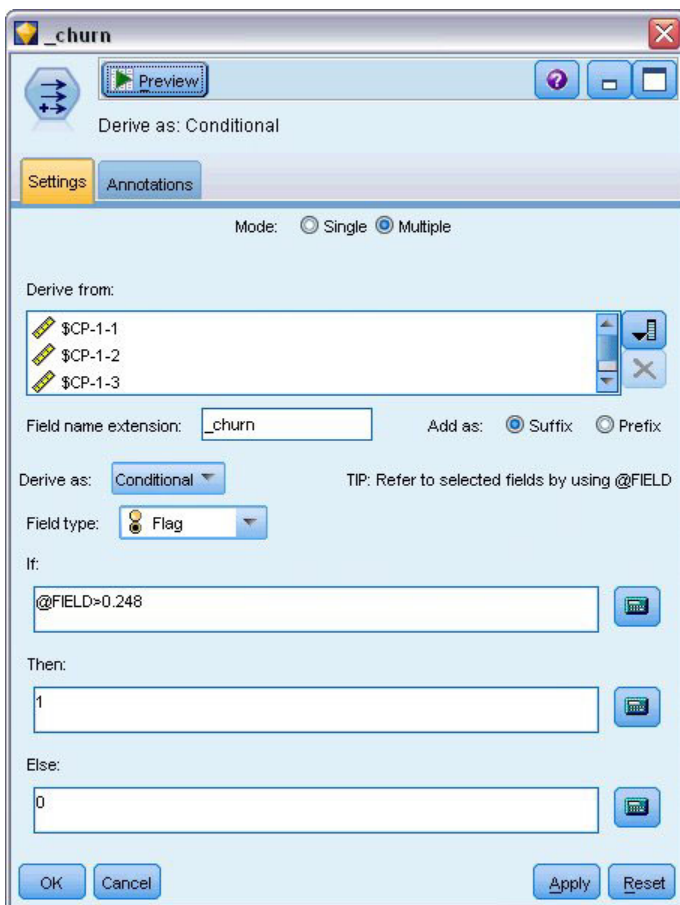 _churn
Preview
Derive as: Conditional
Settings Annotations
Mode: Single Multiple
Derive from:
$CP-1-1
$CP-1-2
$CP-1-3
Field name extension: _churn Add as: Suffix Prefix
Derive as: Conditional TIP: Refer to selected fields by using @FIELD
Field type: Flag
If:
@FIELD>0.248
Then:
1
Else:
0
OK Cancel Apply Reset